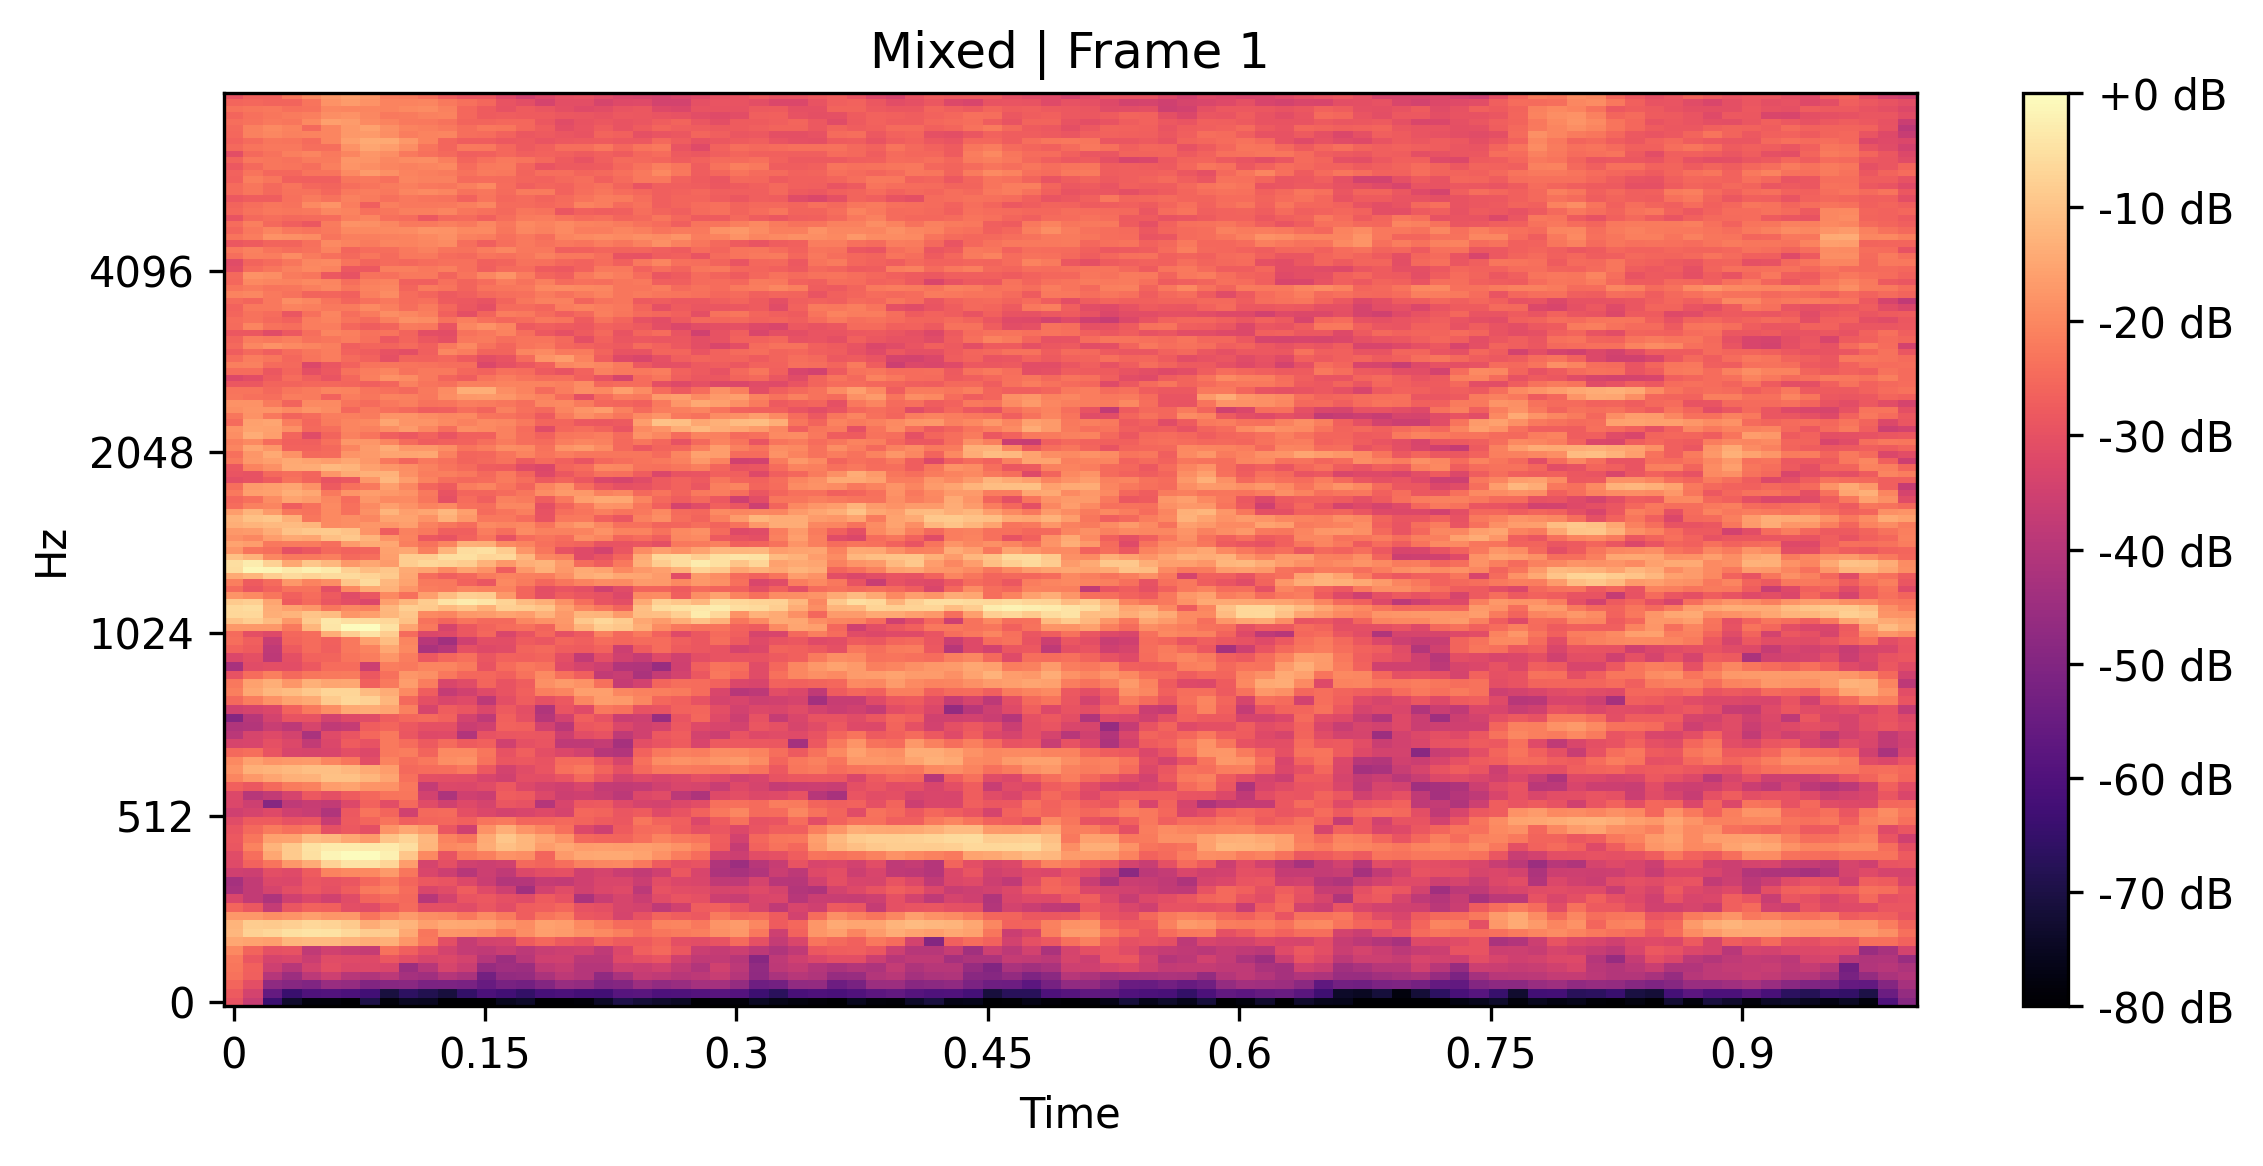 Mixed | Frame 1
Hz
4096
2048
1024
512
0
0 0.15 0.3 0.45 0.6 0.75 0.9
Time
+0 dB
-10 dB
-20 dB
-30 dB
-40 dB
-50 dB
-60 dB
-70 dB
-80 dB